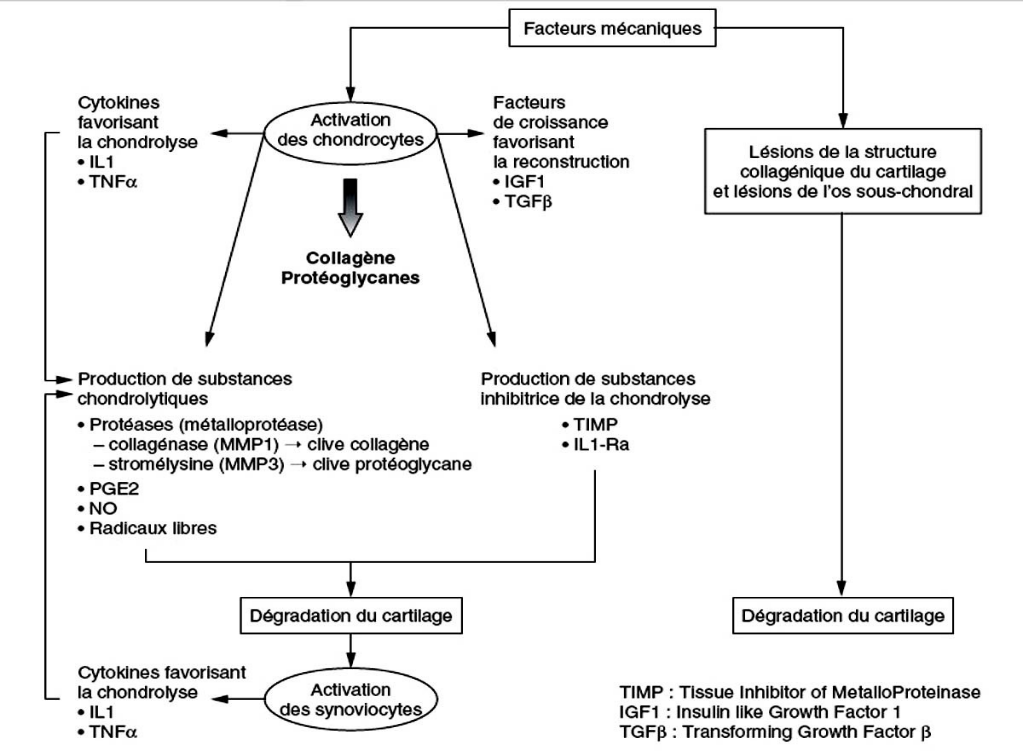 Facteurs mécaniques
Cytokines
favorisant
la chondrolyse
• IL1
• TNFα
Activation
des chondrocytes
Facteurs
de croissance
favorisant
la reconstruction
• IGF1
• TGFβ
Lésions de la structure
collagénique du cartilage
et lésions de l'os sous-chondral
Collagène
Protéoglycanes
Production de substances
chondrolytiques
• Protéases (métalloprotéase)
– collagénase (MMP1) → clive collagène
– stromélysine (MMP3) → clive protéoglycane
• PGE2
• NO
• Radicaux libres
Production de substances
inhibitrice de la chondrolyse
• TIMP
• IL1-Ra
Dégradation du cartilage
Dégradation du cartilage
Cytokines favorisant
la chondrolyse
• IL1
• TNFα
Activation
des synoviocytes
TIMP : Tissue Inhibitor of MetalloProteinase
IGF1 : Insulin like Growth Factor 1
TGFβ : Transforming Growth Factor β